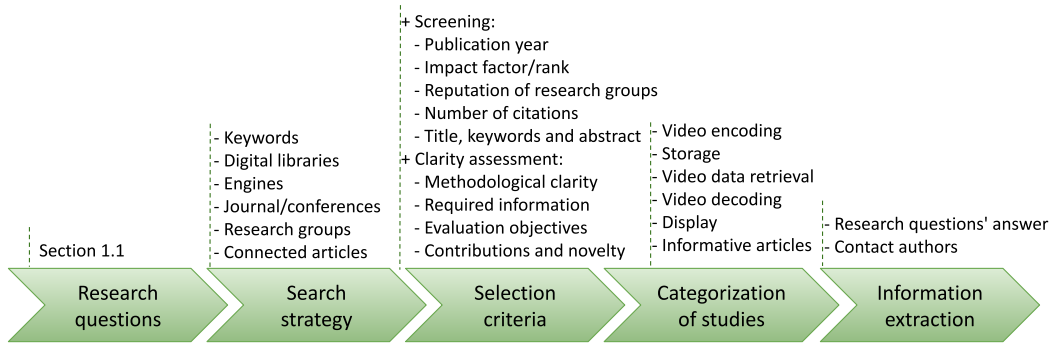 + Screening:
- Publication year
- Impact factor/rank
- Reputation of research groups
- Number of citations
- Title, keywords and abstract
+ Clarity assessment:
- Methodological clarity
- Required information
- Evaluation objectives
- Contributions and novelty
- Keywords
- Digital libraries
- Engines
- Journal/conferences
- Research groups
- Connected articles
- Video encoding
- Storage
- Video data retrieval
- Video decoding
- Display
- Informative articles
- Research questions' answer
- Contact authors
Section 1.1
Research
questions
Search
strategy
Selection
criteria
Categorization
of studies
Information
extraction